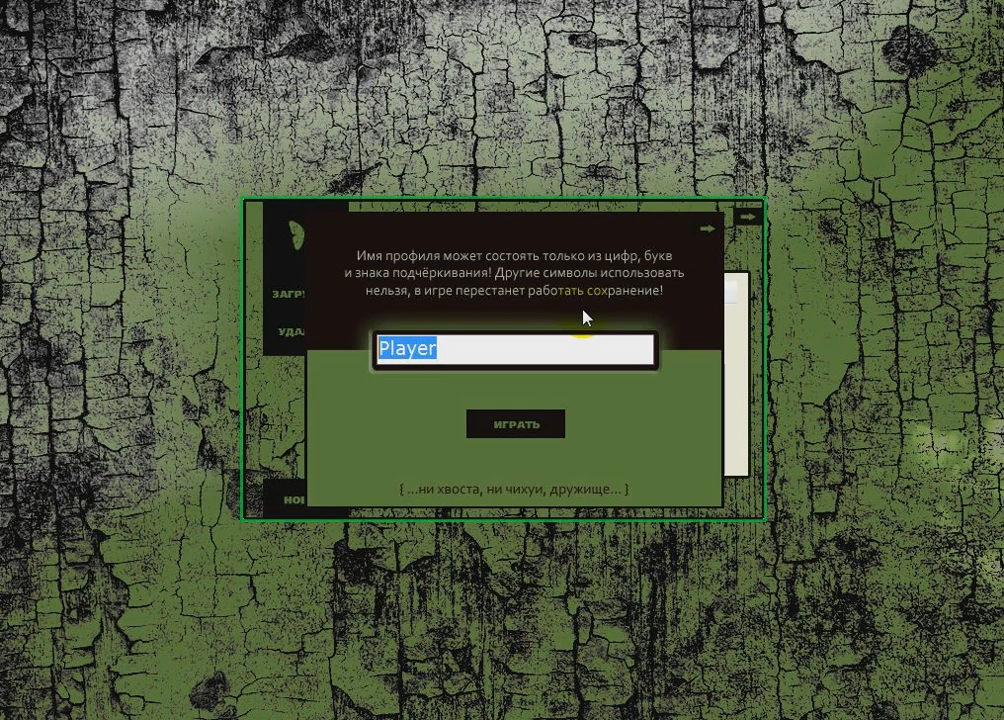 Имя профиля может состоять только из цифр, букв
и знака подчёркивания! Другие символы использовать
нельзя, в игре перестанет работать сохранение!
Player
ИГРАТЬ
{ ...ни хвоста, ни чихуи, дружище... }